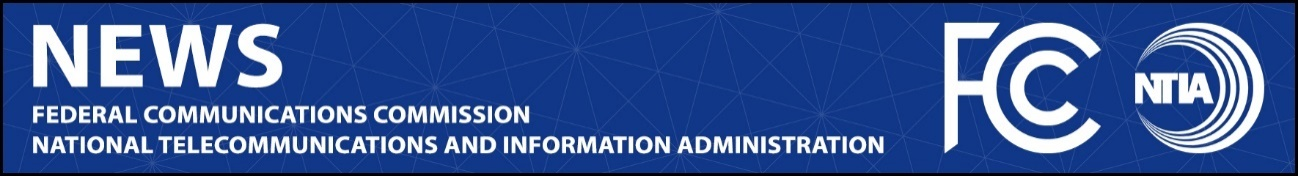 NEWS
FEDERAL COMMUNICATIONS COMMISSION
NATIONAL TELECOMMUNICATIONS AND INFORMATION ADMINISTRATION
FCC
NTIA